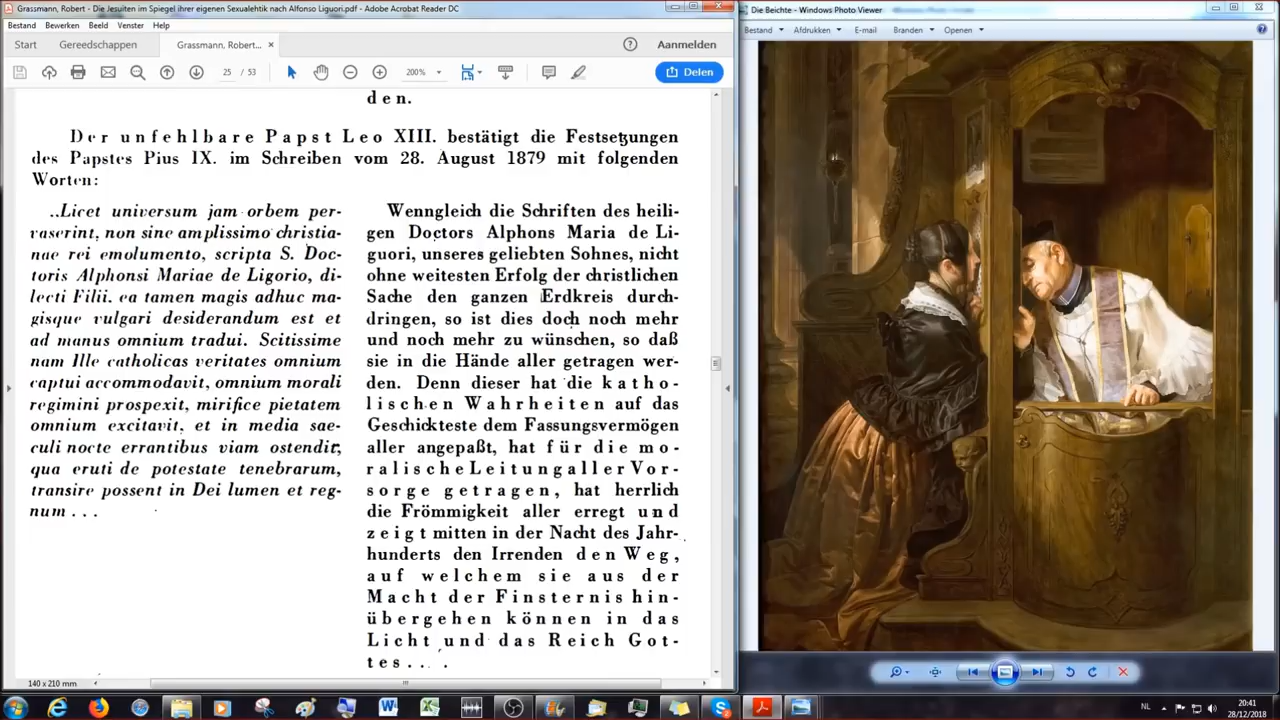 Grassmann, Robert - Die Jesuiten im Spiegel ihrer eigenen Sexualehtik nach Alfonso Liguori.pdf - Adobe Acrobat Reader DC
Bestand Bewerken Beeld Venster Help
Start Gereedschappen Grassmann, Robert... × Aanmelden
25 / 53 200% Delen
den.
Der unfehlbare Papst Leo XIII. bestätigt die Festsetzungen
des Papstes Pius IX. im Schreiben vom 28. August 1879 mit folgenden
Worten:
„Licet universum jam orbem per-
vaserint, non sine amplissimo christia-
nae rei emolumento, scripta S. Doc-
toris Alphonsi Mariae de Ligorio, di-
lecti Filii, ea tamen magis adhuc ma-
gisque vulgari desiderandum est et
ad manus omnium tradui. Scitissime
nam Ille catholicas veritates omnium
captui accommodavit, omnium morali
regimini prospexit, mirifice pietatem
omnium excitavit, et in media sae-
culi nocte errantibus viam ostendit,
qua eruti de potestate tenebrarum,
transire possent in Dei lumen et reg-
num . . .
Wenngleich die Schriften des heili-
gen Doctors Alphons Maria de Li-
guori, unseres geliebten Sohnes, nicht
ohne weitesten Erfolg der christlichen
Sache den ganzen Erdkreis durch-
dringen, so ist dies doch noch mehr
und noch mehr zu wünschen, so daß
sie in die Hände aller getragen wer-
den. Denn dieser hat die katho-
lischen Wahrheiten auf das
Geschickteste dem Fassungsvermögen
aller angepaßt, hat für die mo-
ralische Leitung aller Vor-
sorge getragen, hat herrlich
die Frömmigkeit aller erregt und
zeigt mitten in der Nacht des Jahr-
hunderts den Irrenden den Weg,
auf welchem sie aus der
Macht der Finsternis hin-
übergehen können in das
Licht und das Reich Got-
tes . . . .
140 x 210 mm
Die Beichte - Windows Photo Viewer
Bestand Afdrukken E-mail Branden Openen
NL 20:41
28/12/2018